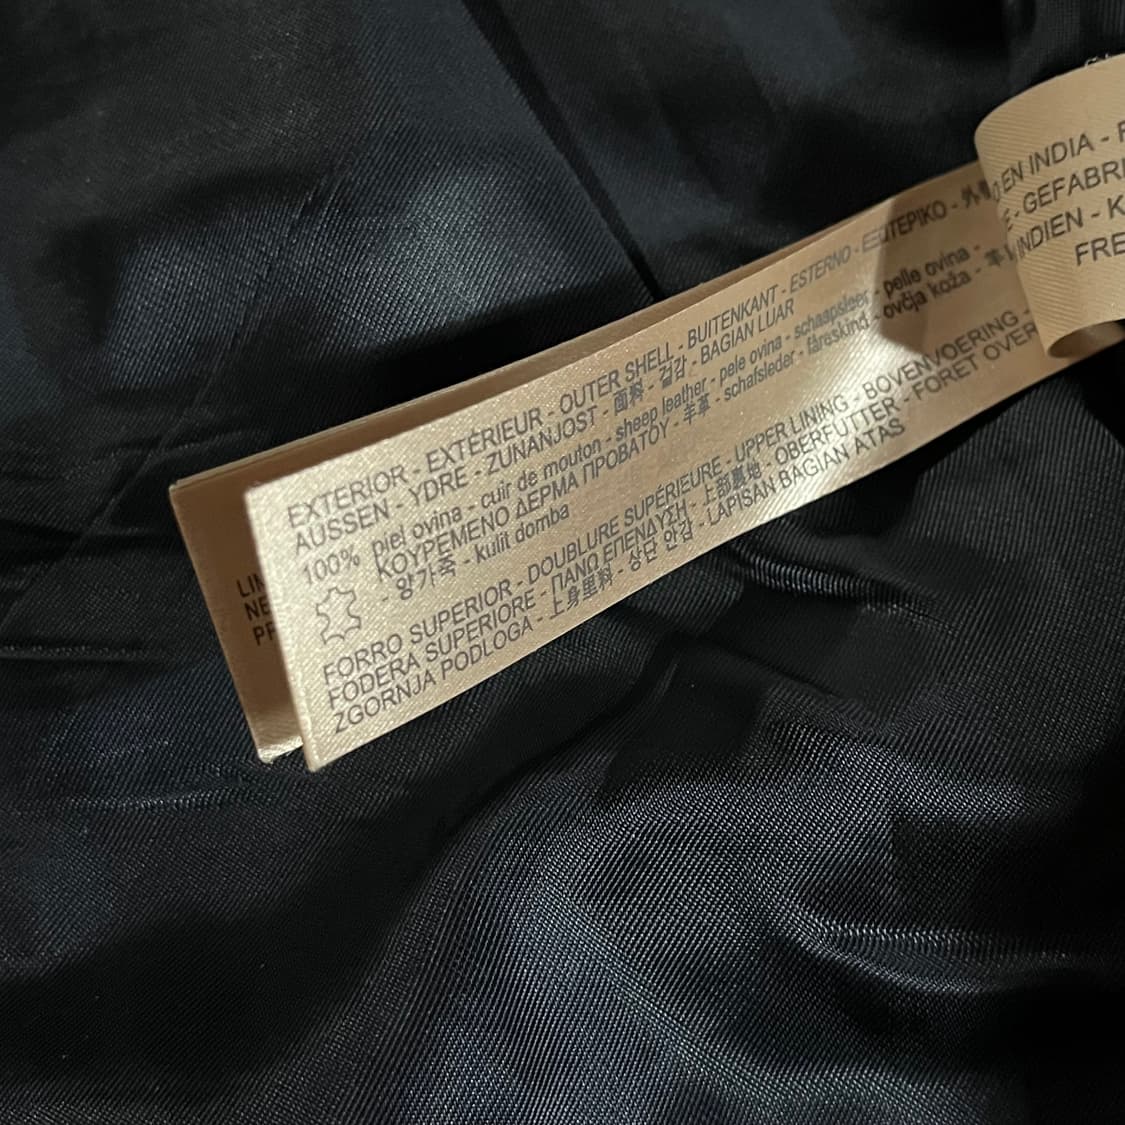 EXTERIOR - EXTÉRIEUR - OUTER SHELL - BUITENKANT - ESTERNO - ΕΞΩΤΕΡΙΚΟ -
AUSSEN - YDRE - ZUNANJOST - 面料 - 겉감 - BAGIAN LUAR
100% piel ovina - cuir de mouton - sheep leather - pele ovina - schaapsleer - pelle ovina -
ΚΟΥΡΕΜΕΝΟ ΔΕΡΜΑ ΠΡΟΒΑΤΟΥ - 羊革 - schafsleder - fåreskind - ovčja koža -
- 양가죽 - kulit domba
FORRO SUPERIOR - DOUBLURE SUPÉRIEURE - UPPER LINING - BOVENVOERING -
FODERA SUPERIORE - ΠΑΝΩ ΕΠΕΝΔΥΣΗ - 上部裏地 - OBERFUTTER - FORET OVER
ZGORNJA PODLOGA - 上身里料 - 상단 안감 - LAPISAN BAGIAN ATAS
EN INDIA -
- GEFABRI
INDIEN - K
FRE
LIM
NE
PR